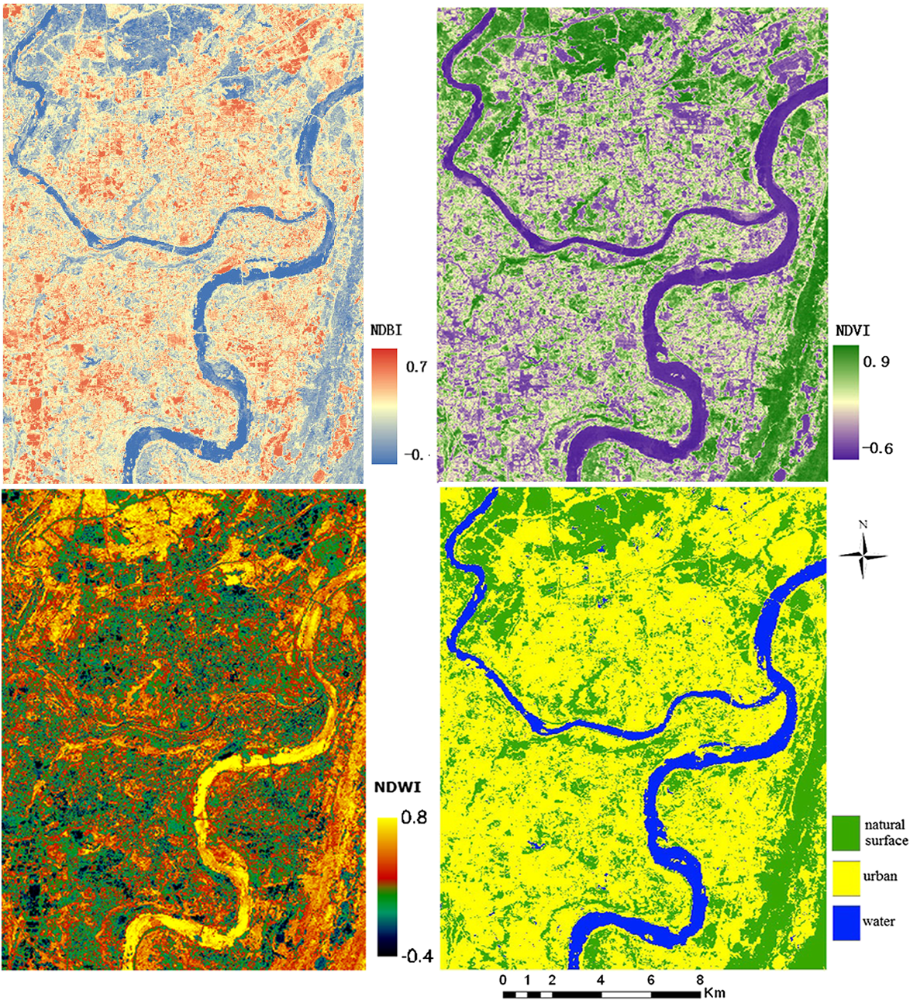 NDBI
0.7
-0.
NDVI
0.9
-0.6
N
NDWI
0.8
-0.4
natural
surface
urban
water
0 1 2 4 6 8
Km